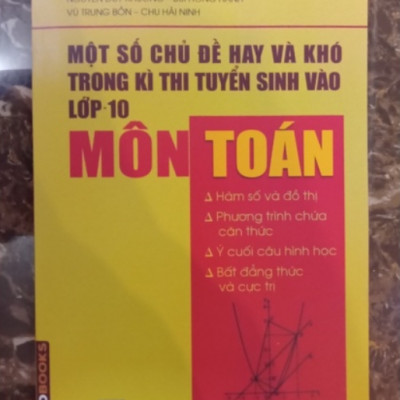 VŨ TRUNG BỒN - CHU HẢI NINH
MỘT SỐ CHỦ ĐỀ HAY VÀ KHÓ
TRONG KÌ THI TUYỂN SINH VÀO
LỚP 10
MÔN TOÁN
Hàm số và đồ thị
Phương trình chứa
căn thức
Ý cuối câu hình học
Bất đẳng thức
và cực trị
BOOKS